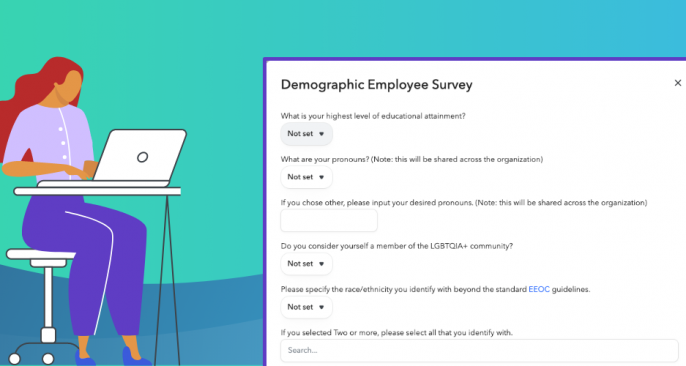 Demographic Employee Survey
What is your highest level of educational attainment?
Not set
What are your pronouns? (Note: this will be shared across the organization)
Not set
If you chose other, please input your desired pronouns. (Note: this will be shared across the organization)
Do you consider yourself a member of the LGBTQIA+ community?
Not set
Please specify the race/ethnicity you identify with beyond the standard EEOC guidelines.
Not set
If you selected Two or more, please select all that you identify with.
Search...